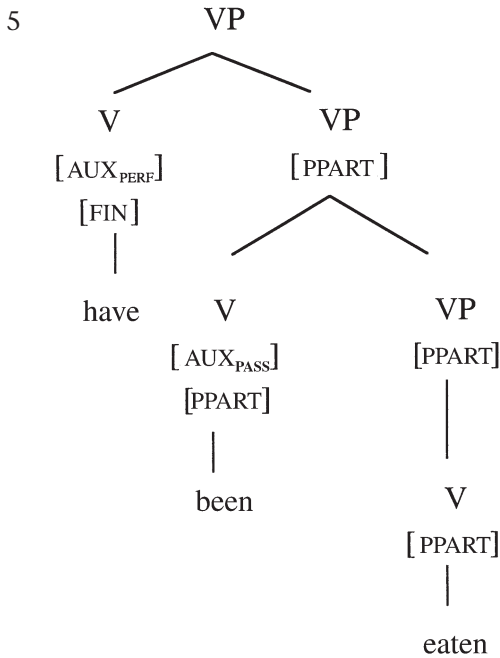 5 VP
V VP
[AUXPERF] [PPART]
[FIN]
have V VP
[AUXPASS] [PPART]
[PPART]
been V
[PPART]
eaten